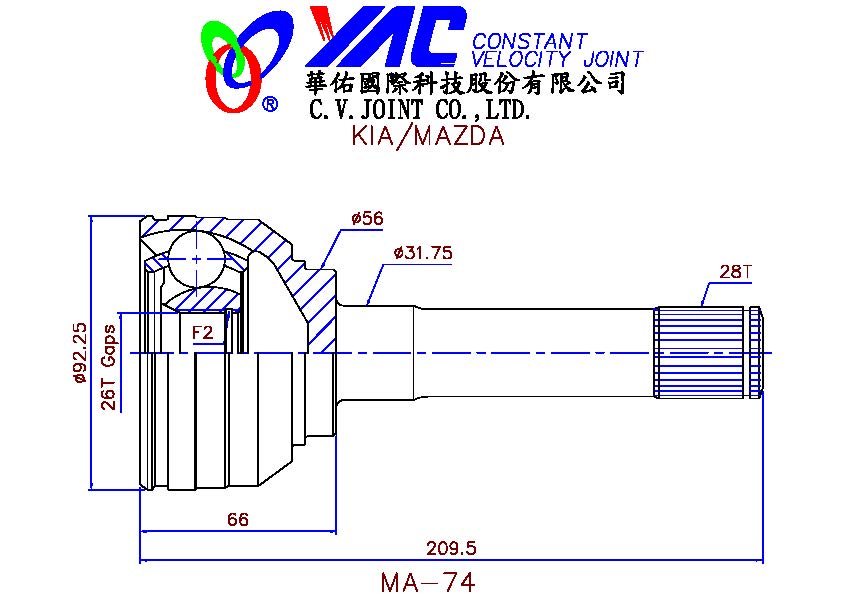 YAC CONSTANT
VELOCITY JOINT
®
華佑國際科技股份有限公司
C.V.JOINT CO.,LTD.
KIA/MAZDA
ø56
ø31.75
28T
F2
ø92.25
26T Gaps
66
209.5
MA-74